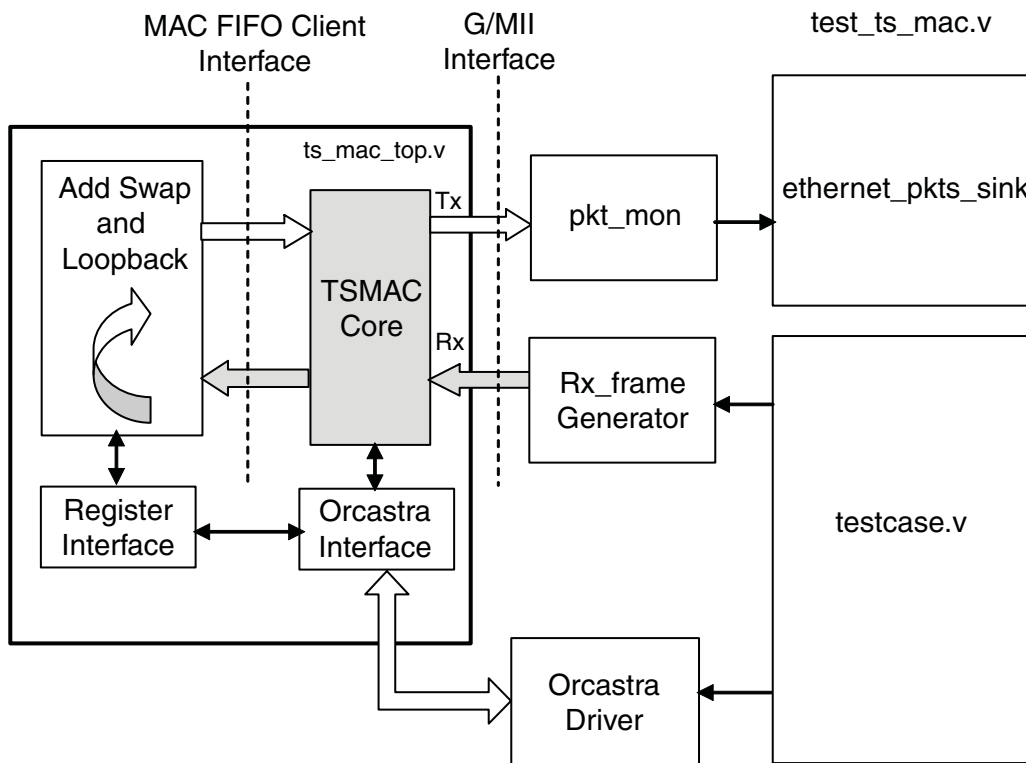 MAC FIFO Client
Interface
G/MII
Interface
test_ts_mac.v
ts_mac_top.v
Add Swap
and
Loopback
Tx
TSMAC
Core
Rx
pkt_mon
ethernet_pkts_sink
Rx_frame
Generator
Register
Interface
Orcastra
Interface
testcase.v
Orcastra
Driver